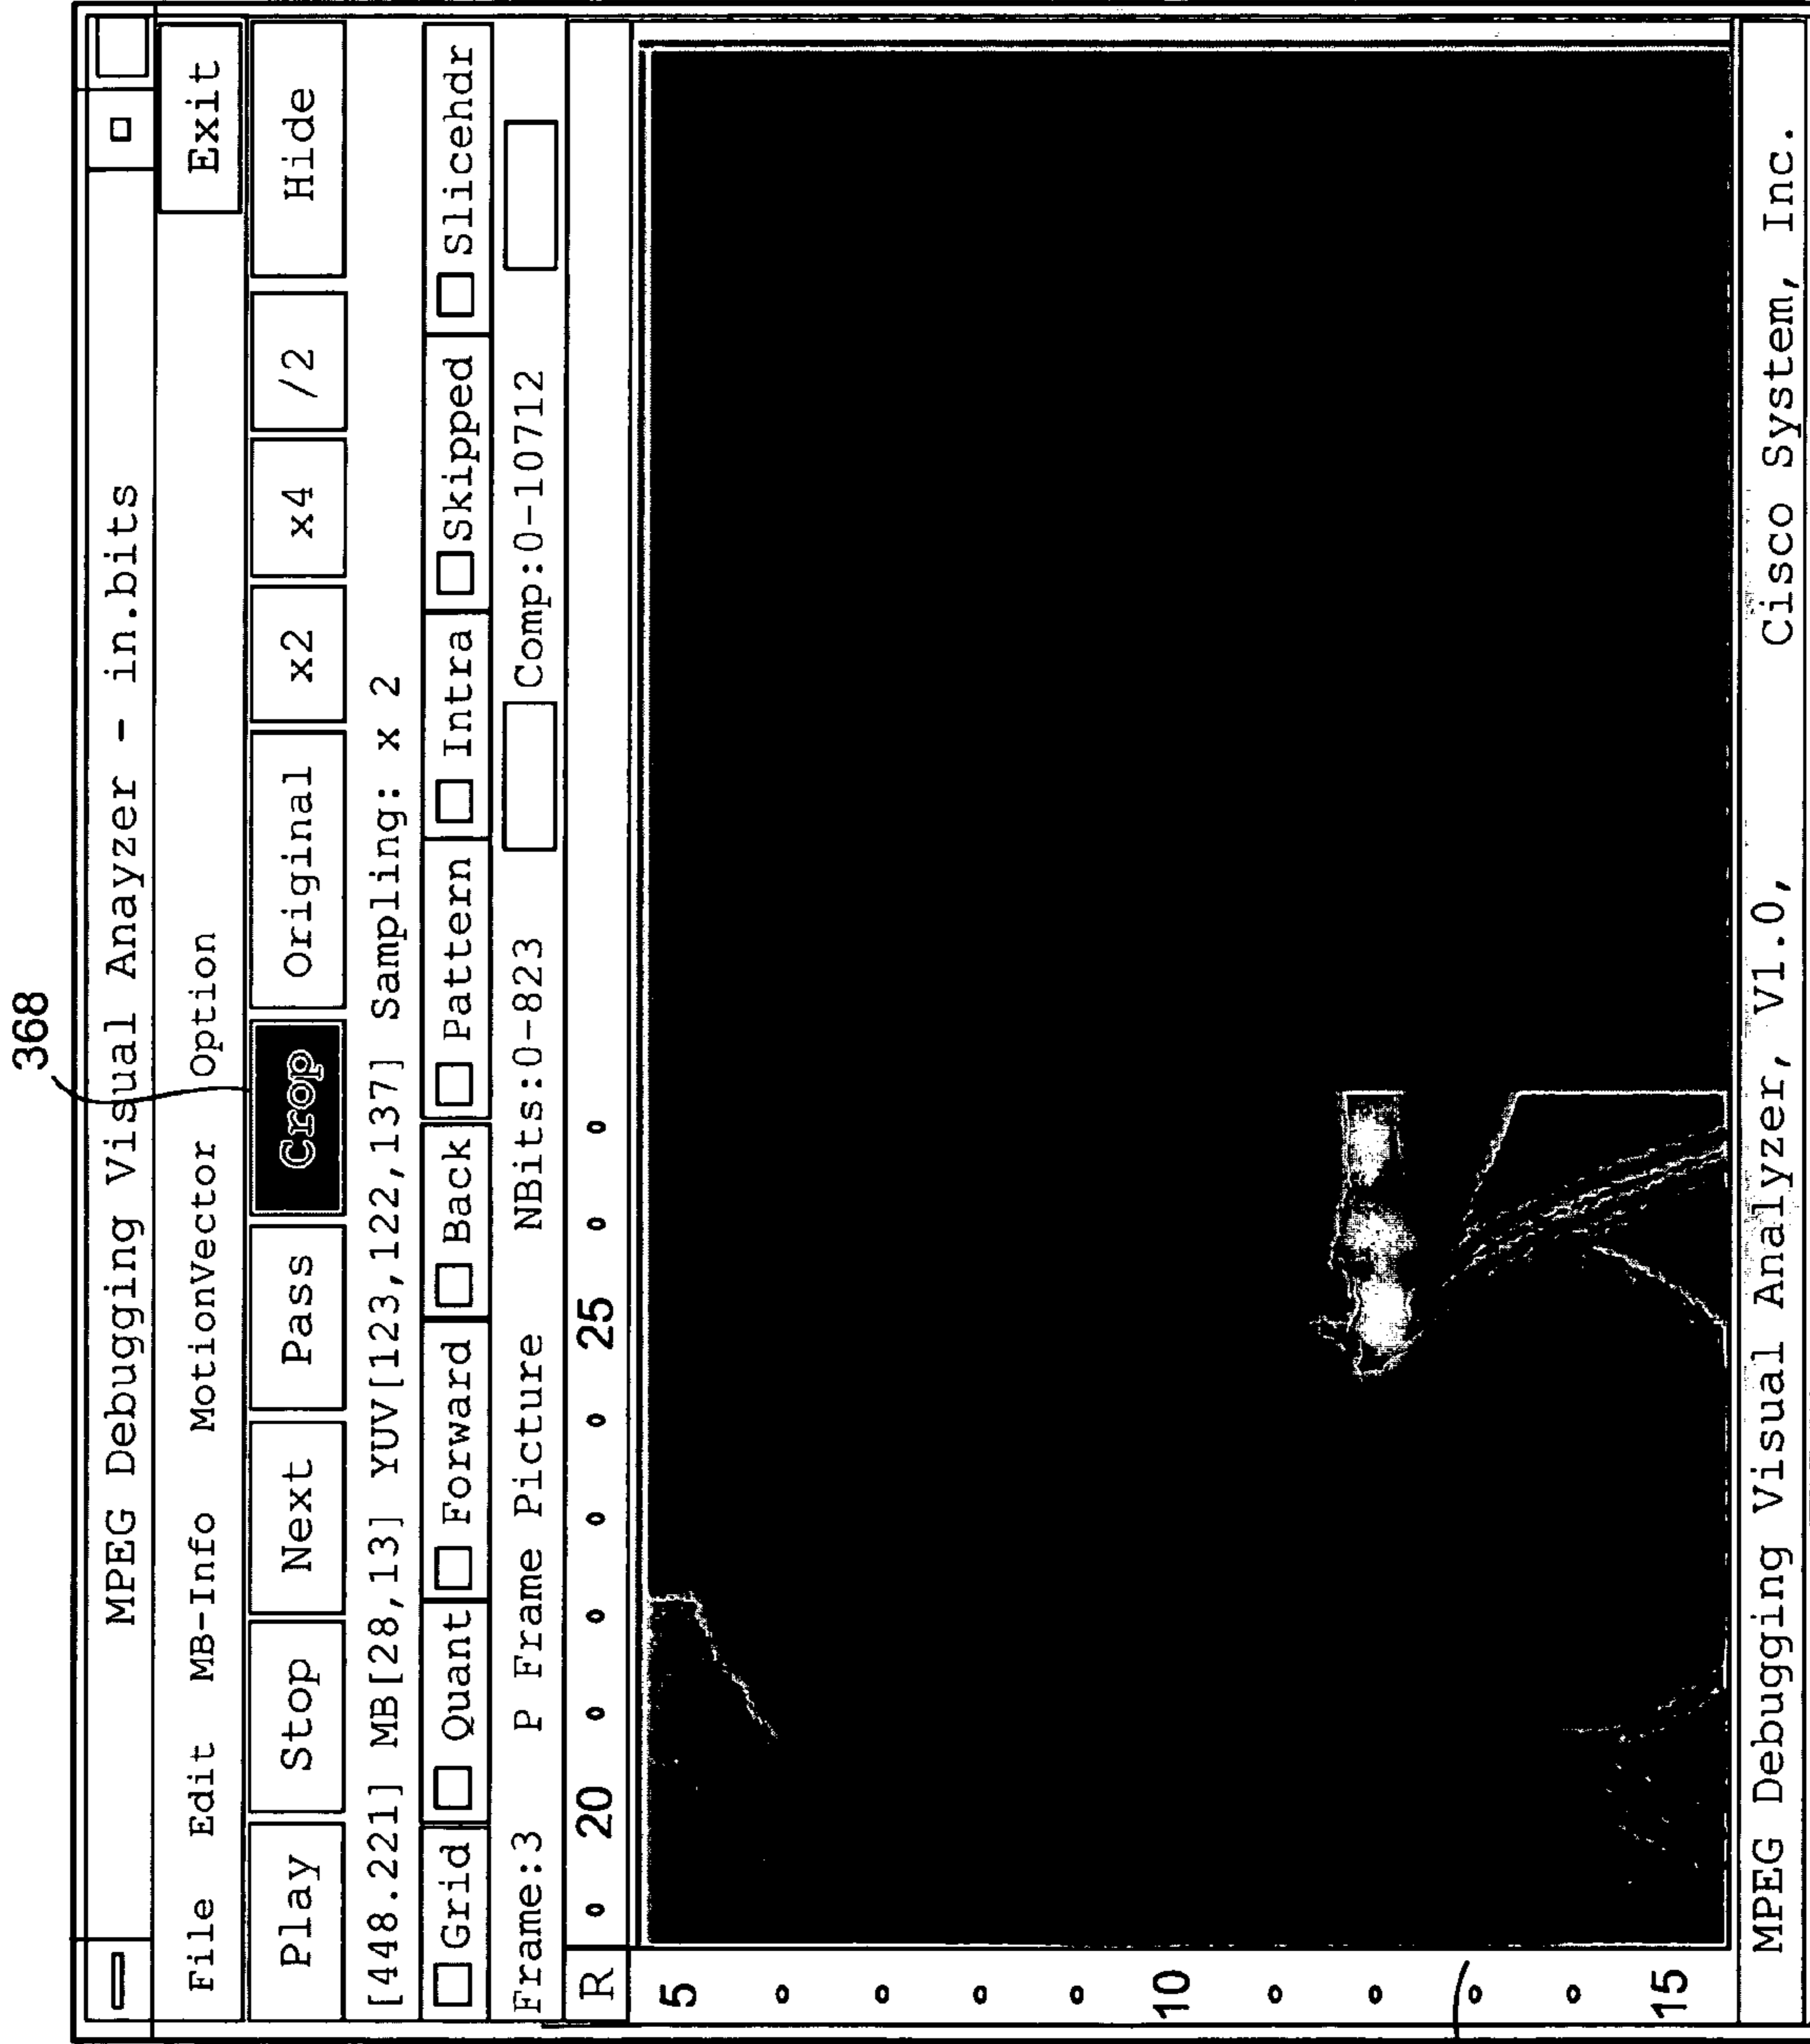 368
MPEG Debugging Visual Anayzer - in.bits
File Edit MB-Info MotionVector Option Exit
Play Stop Next Pass Crop Original x2 x4 /2 Hide
[448.221] MB[28,13] YUV[123,122,137] Sampling: x 2
Grid Quant Forward Back Pattern Intra Skipped Slicehdr
Frame:3 P Frame Picture NBits:0-823 Comp:0-10712
R 20 25
5
10
15
MPEG Debugging Visual Analyzer, V1.0, Cisco System, Inc.